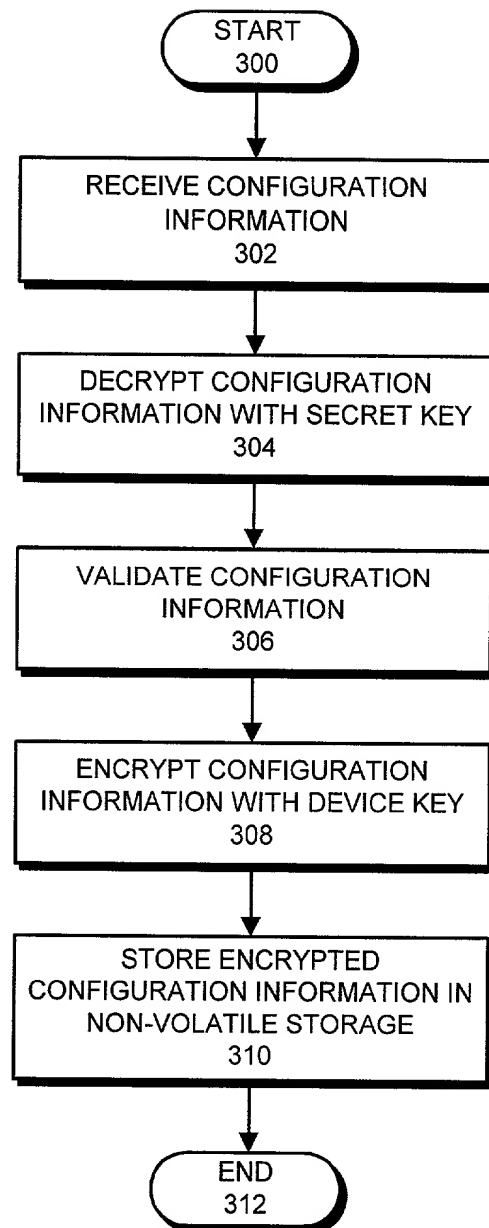 START
300
RECEIVE CONFIGURATION
INFORMATION
302
DECRYPT CONFIGURATION
INFORMATION WITH SECRET KEY
304
VALIDATE CONFIGURATION
INFORMATION
306
ENCRYPT CONFIGURATION
INFORMATION WITH DEVICE KEY
308
STORE ENCRYPTED
CONFIGURATION INFORMATION IN
NON-VOLATILE STORAGE
310
END
312